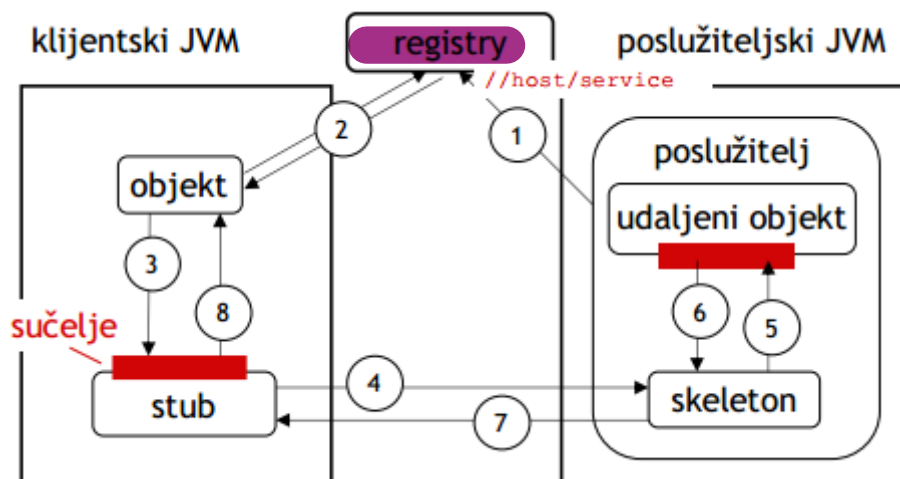 klijentski JVM
registry
poslužiteljski JVM
//host/service
2
1
poslužitelj
objekt
udaljeni objekt
3
8
6
5
sučelje
4
stub
skeleton
7